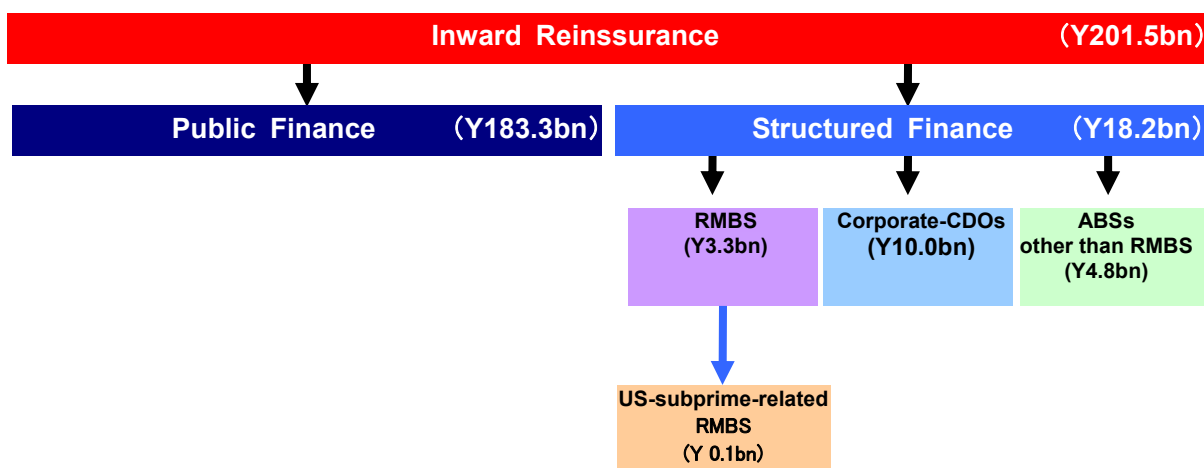 Inward Reinssurance （Y201.5bn）
Public Finance （Y183.3bn）
Structured Finance （Y18.2bn）
RMBS
(Y3.3bn)
Corporate-CDOs
(Y10.0bn)
ABSs
other than RMBS
(Y4.8bn)
US-subprime-related
RMBS
（Y 0.1bn）